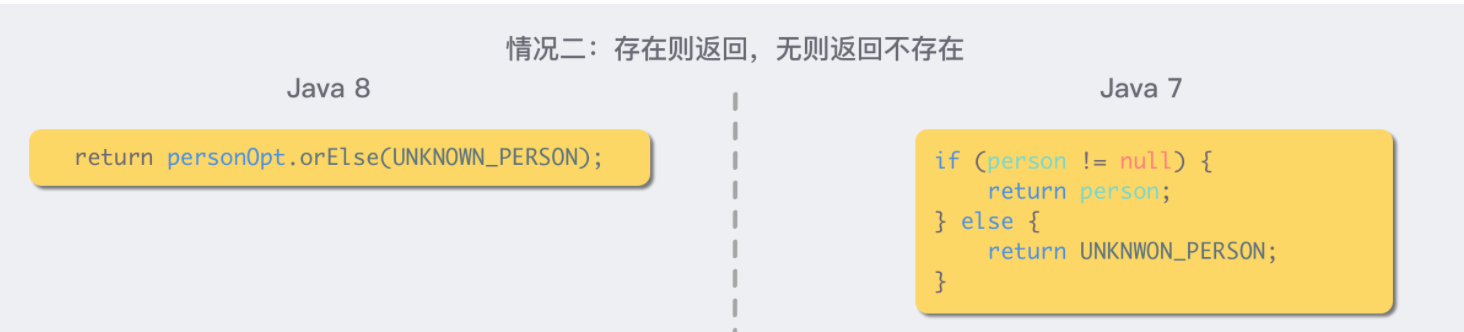 情况二：存在则返回，无则返回不存在
Java 8
return personOpt.orElse(UNKNOWN_PERSON);
Java 7
if (person != null) {
    return person;
} else {
    return UNKNWON_PERSON;
}